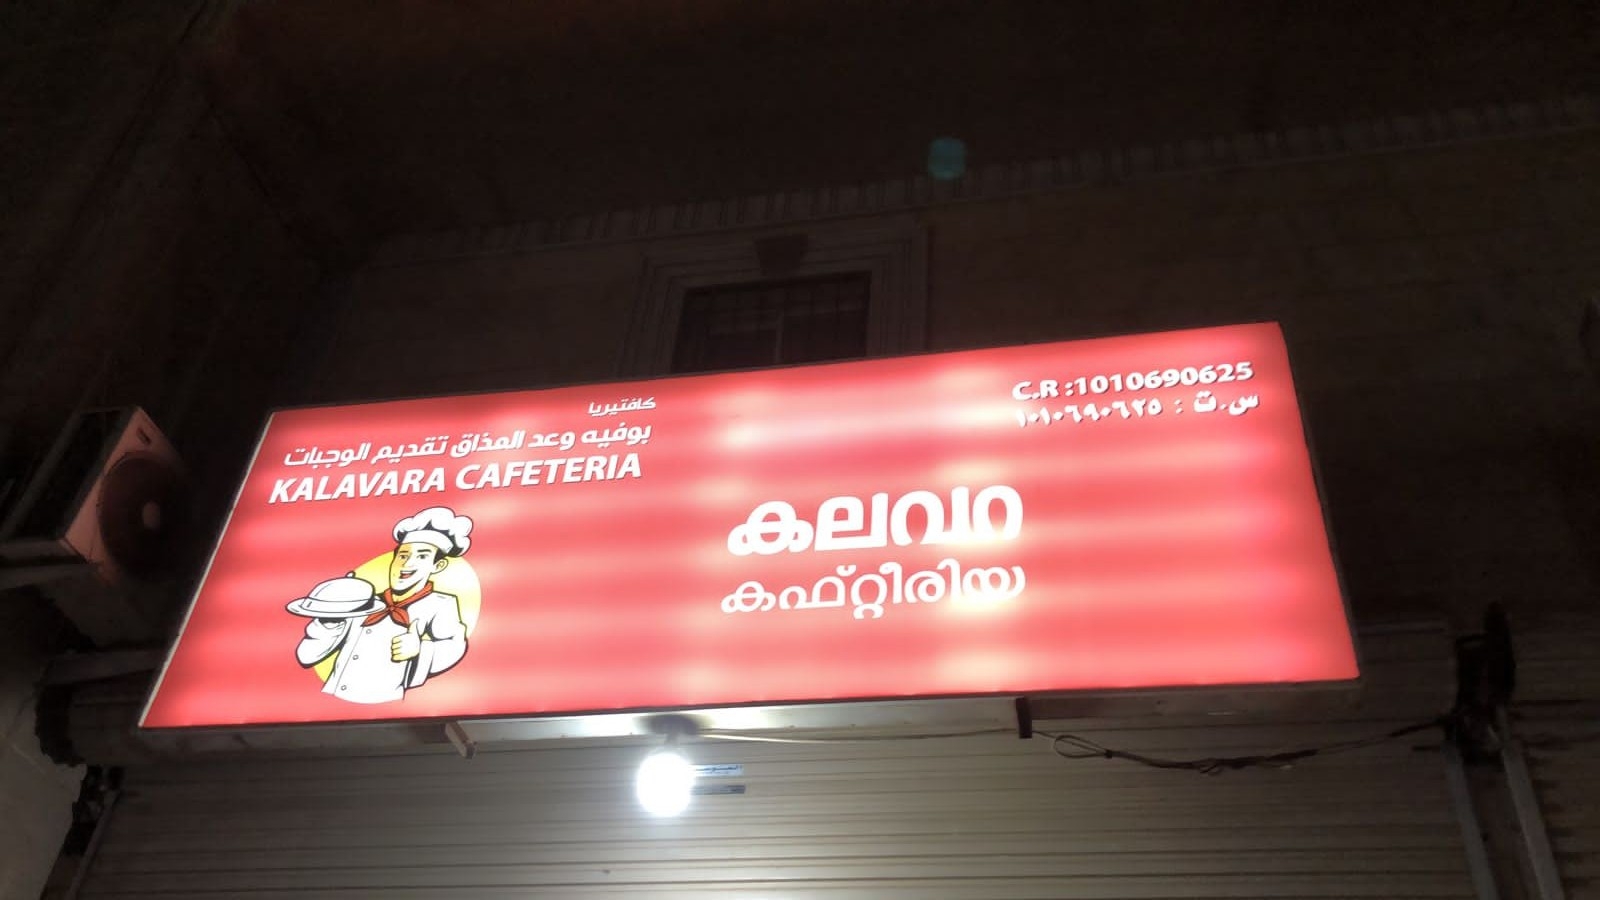 كافتيريا
بوفيه وعد المذاق تقديم الوجبات
KALAVARA CAFETERIA
C.R :1010690625
س.ت : ١٠١٠٦٩٠٦٢٥
കലവറ
കഫ്റ്റീരിയ